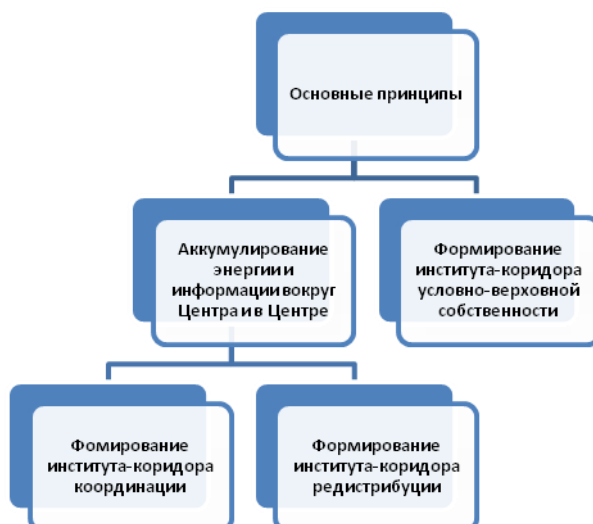 Основные принципы
Аккумулирование
энергии и
информации вокруг
Центра и в Центре
Формирование
института-коридора
условно-верховной
собственности
Фомирование
института-коридора
координации
Формирование
института-коридора
редистрибуции